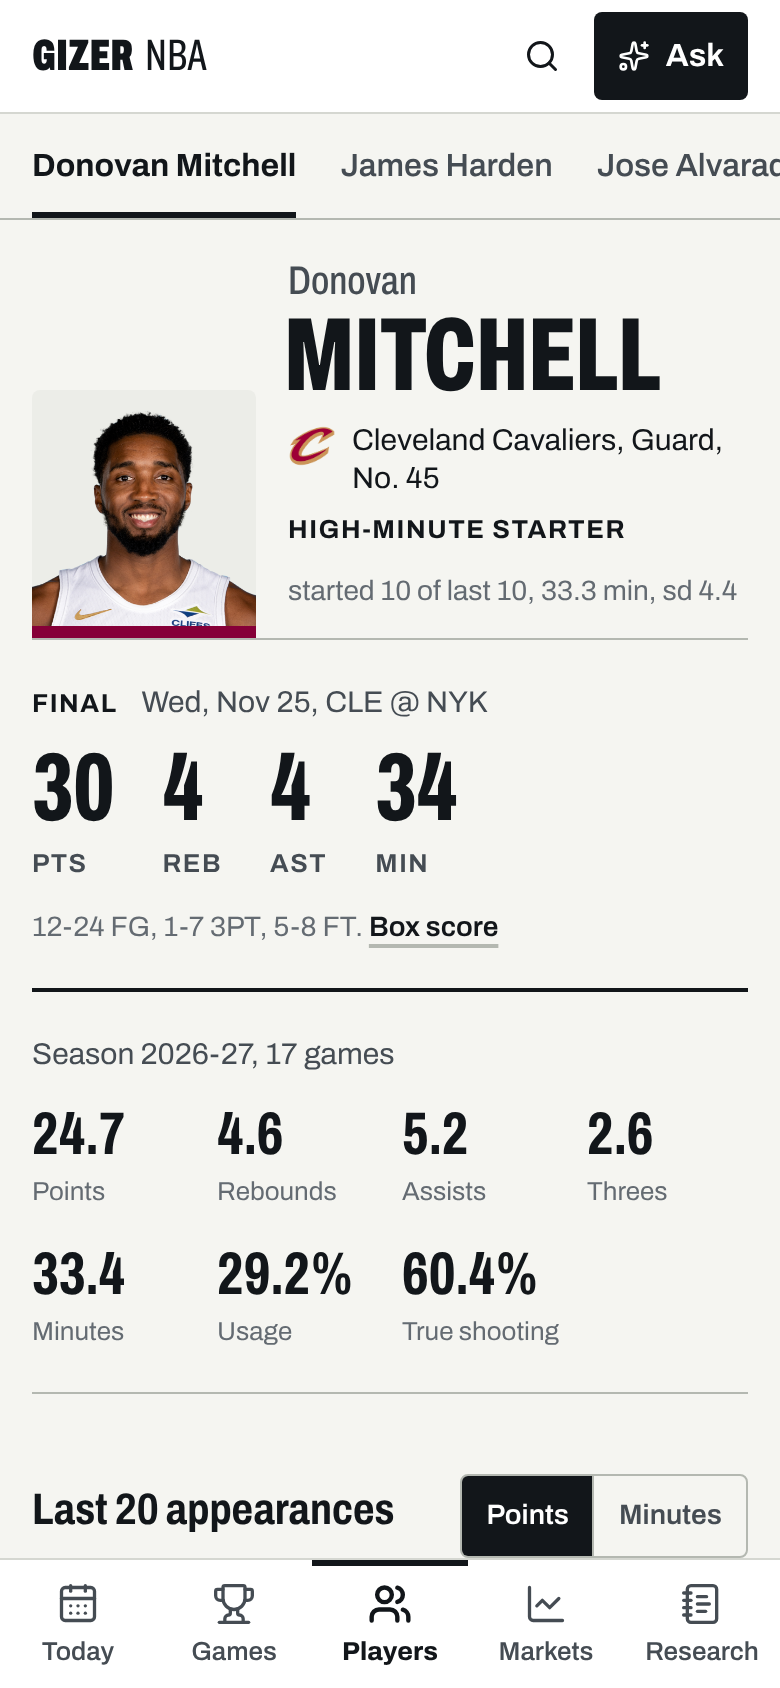 GIZER NBA
Ask
Donovan Mitchell James Harden Jose Alvarad
Donovan
MITCHELL
Cleveland Cavaliers, Guard,
No. 45
HIGH-MINUTE STARTER
started 10 of last 10, 33.3 min, sd 4.4
CLIFFS
FINAL Wed, Nov 25, CLE @ NYK
30 4 4 34
PTS REB AST MIN
12-24 FG, 1-7 3PT, 5-8 FT. Box score
Season 2026-27, 17 games
24.7 4.6 5.2 2.6
Points Rebounds Assists Threes
33.4 29.2% 60.4%
Minutes Usage True shooting
Last 20 appearances Points Minutes
Today Games Players Markets Research